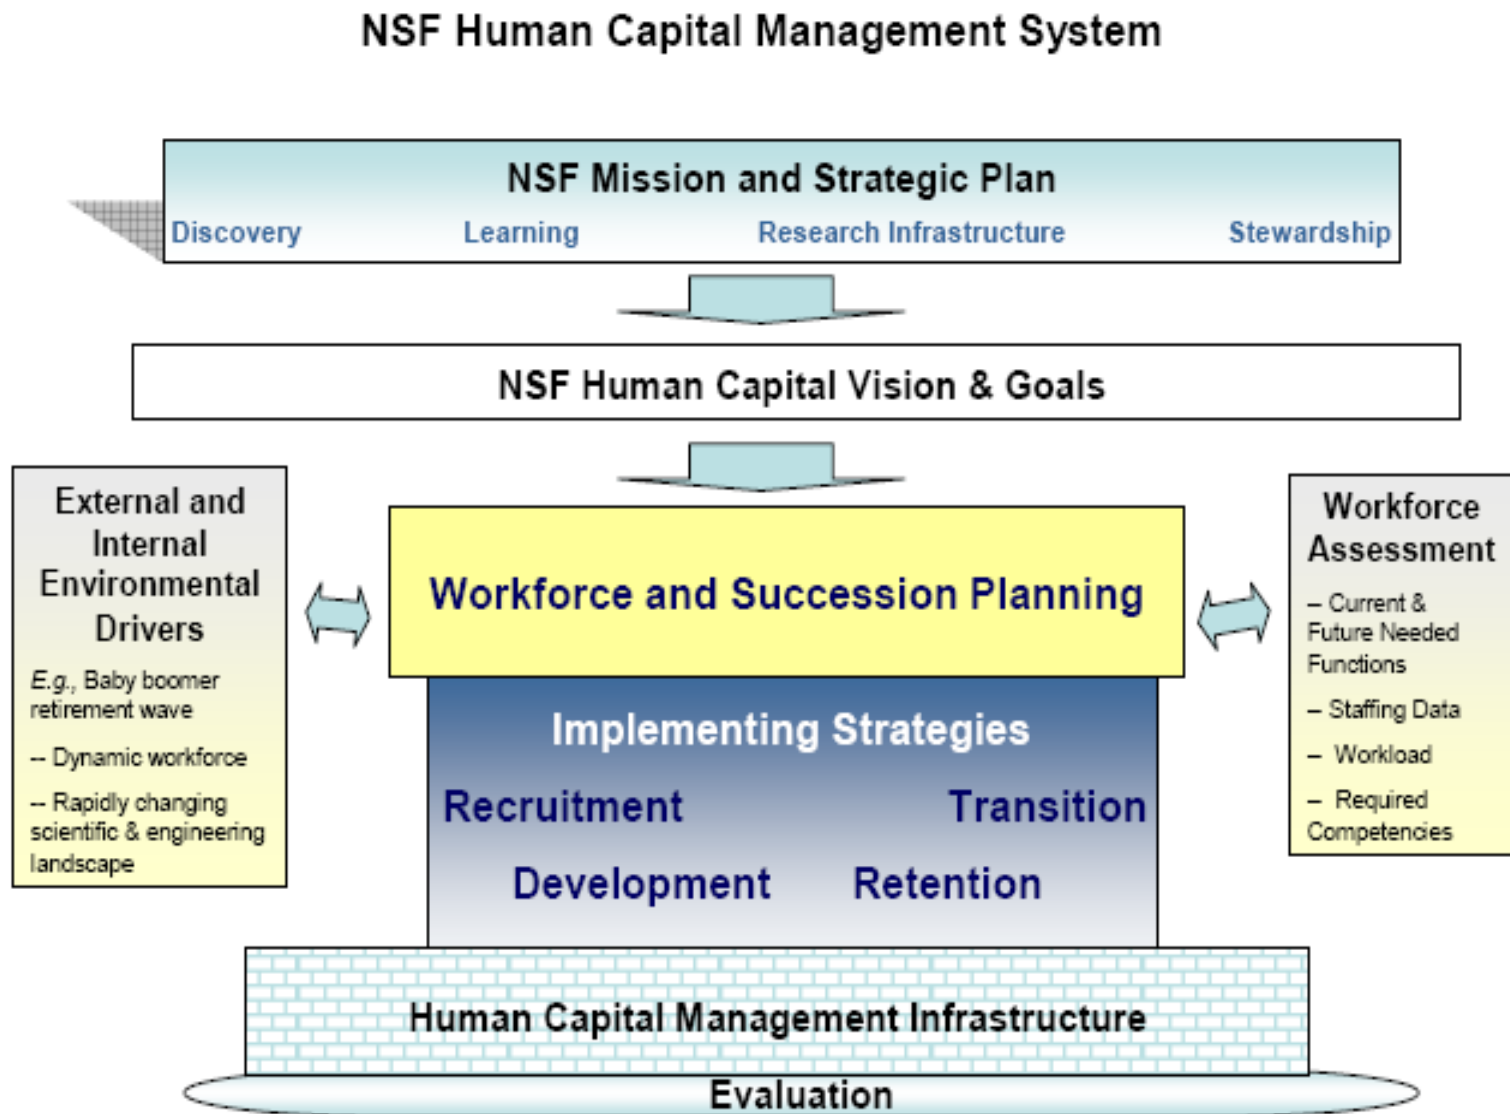 NSF Human Capital Management System
NSF Mission and Strategic Plan
Discovery Learning Research Infrastructure Stewardship
NSF Human Capital Vision & Goals
External and
Internal
Environmental
Drivers
E.g., Baby boomer
retirement wave
-- Dynamic workforce
-- Rapidly changing
scientific & engineering
landscape
Workforce and Succession Planning
Implementing Strategies
Recruitment Transition
Development Retention
Workforce
Assessment
– Current &
Future Needed
Functions
– Staffing Data
– Workload
– Required
Competencies
Human Capital Management Infrastructure
Evaluation